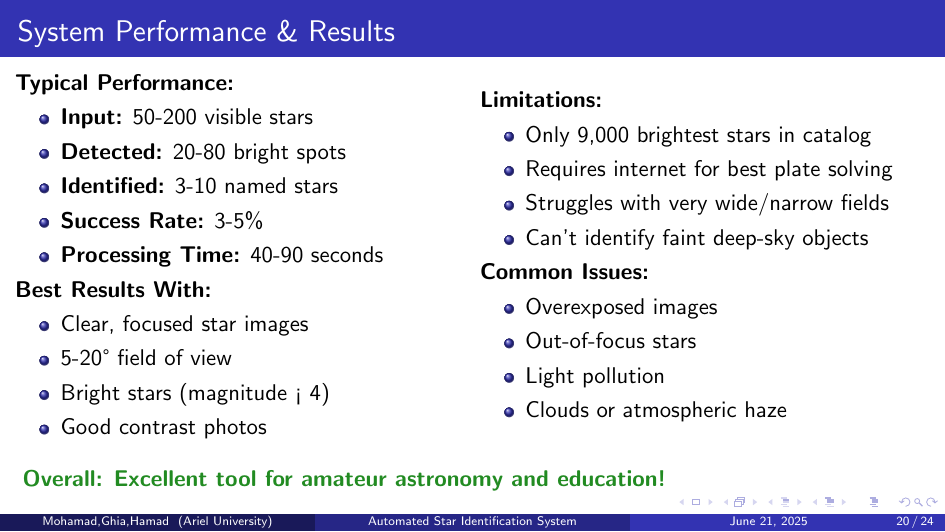 System Performance & Results
Typical Performance:
Input: 50-200 visible stars
Detected: 20-80 bright spots
Identified: 3-10 named stars
Success Rate: 3-5%
Processing Time: 40-90 seconds
Best Results With:
Clear, focused star images
5-20° field of view
Bright stars (magnitude ¡ 4)
Good contrast photos
Limitations:
Only 9,000 brightest stars in catalog
Requires internet for best plate solving
Struggles with very wide/narrow fields
Can't identify faint deep-sky objects
Common Issues:
Overexposed images
Out-of-focus stars
Light pollution
Clouds or atmospheric haze
Overall: Excellent tool for amateur astronomy and education!
Mohamad,Ghia,Hamad (Ariel University) Automated Star Identification System June 21, 2025 20 / 24